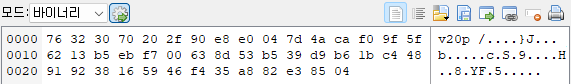 모드: 바이너리
0000 76 32 30 70 20 2f 90 e8 e0 04 7d 4a ca f0 9f 5f v20p /....}J..._
0010 62 13 b5 eb f7 00 63 8d 53 b5 39 d9 b6 1b c4 48 b.....c.S.9....H
0020 91 92 38 16 59 46 f4 35 a8 82 e3 85 04 ..8.YF.5.....